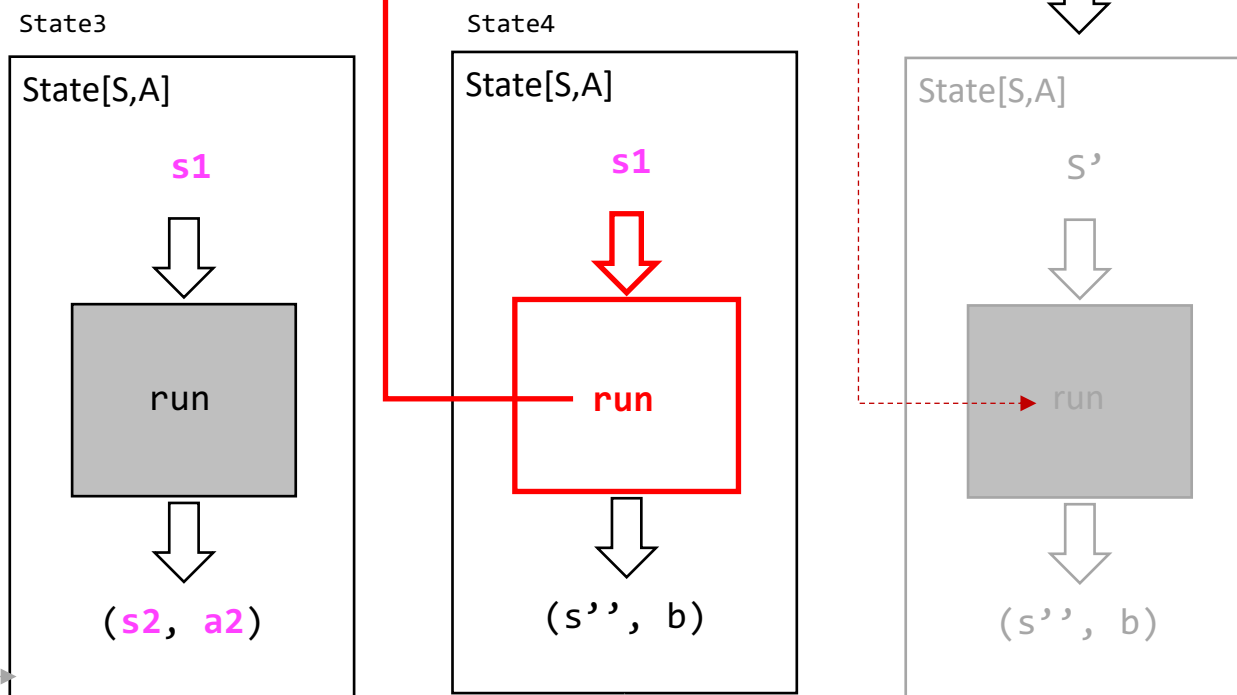 State3
State[S,A]
s1
run
(s2, a2)
State4
State[S,A]
s1
run
(s’’, b)
State[S,A]
S’
run
(s’’, b)